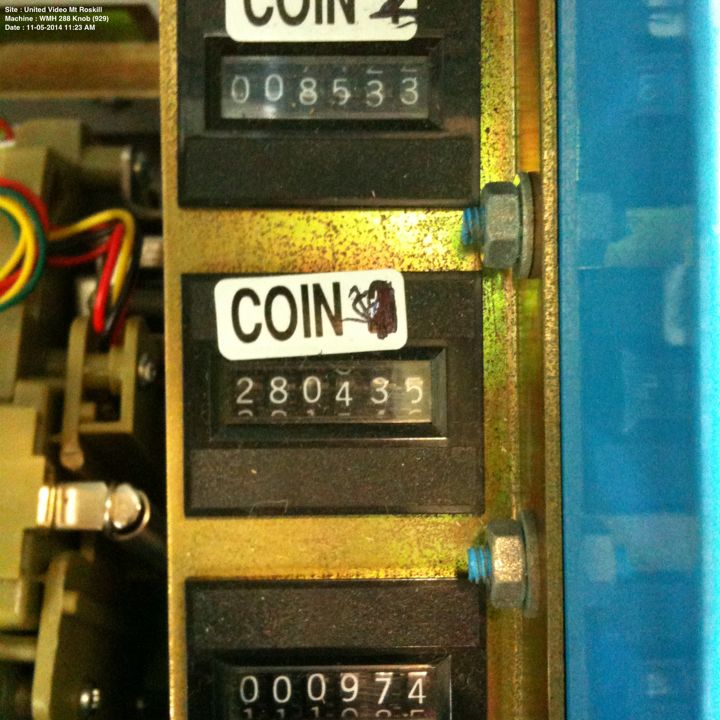 Site : United Video Mt Roskill
Machine : WMH 288 Knob (929)
Date : 11-05-2014 11:23 AM
COIN
008533
COIN
280435
000974